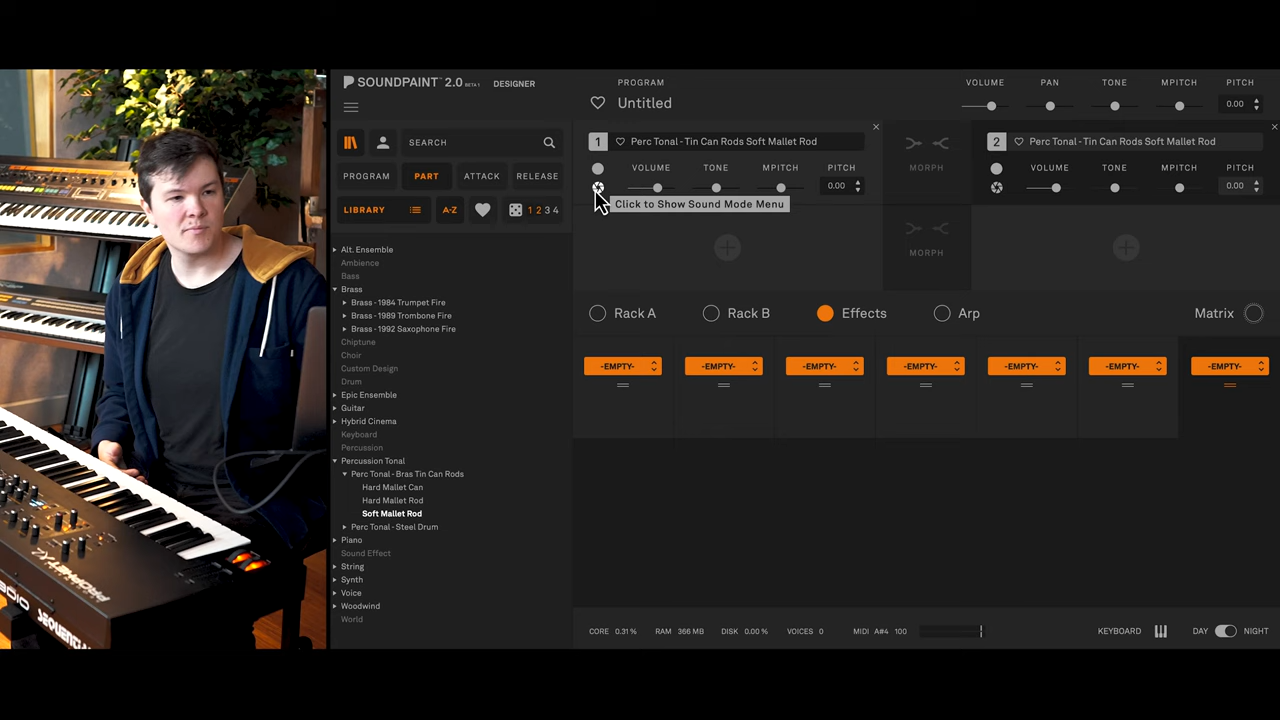 SOUNDPAINT 2.0 BETA 1 DESIGNER
PROGRAM
Untitled
VOLUME PAN TONE MPITCH PITCH
0.00
SEARCH
PROGRAM PART ATTACK RELEASE
LIBRARY A-Z 1 2 3 4
1 Perc Tonal - Tin Can Rods Soft Mallet Rod
VOLUME TONE MPITCH PITCH
0.00
Click to Show Sound Mode Menu
MORPH
MORPH
2 Perc Tonal - Tin Can Rods Soft Mallet Rod
VOLUME TONE MPITCH PITCH
0.00
Alt. Ensemble
Ambience
Bass
Brass
Brass - 1984 Trumpet Fire
Brass - 1989 Trombone Fire
Brass - 1992 Saxophone Fire
Chiptune
Choir
Custom Design
Drum
Epic Ensemble
Guitar
Hybrid Cinema
Keyboard
Percussion
Percussion Tonal
Perc Tonal - Bras Tin Can Rods
Hard Mallet Can
Hard Mallet Rod
Soft Mallet Rod
Perc Tonal - Steel Drum
Piano
Sound Effect
String
Synth
Voice
Woodwind
World
Rack A Rack B Effects Arp Matrix
-EMPTY- -EMPTY- -EMPTY- -EMPTY- -EMPTY- -EMPTY- -EMPTY-
CORE 0.31 % RAM 366 MB DISK 0.00 % VOICES 0 MIDI A#4 100 KEYBOARD DAY NIGHT
PROPHET XL
SEQUENTIAL